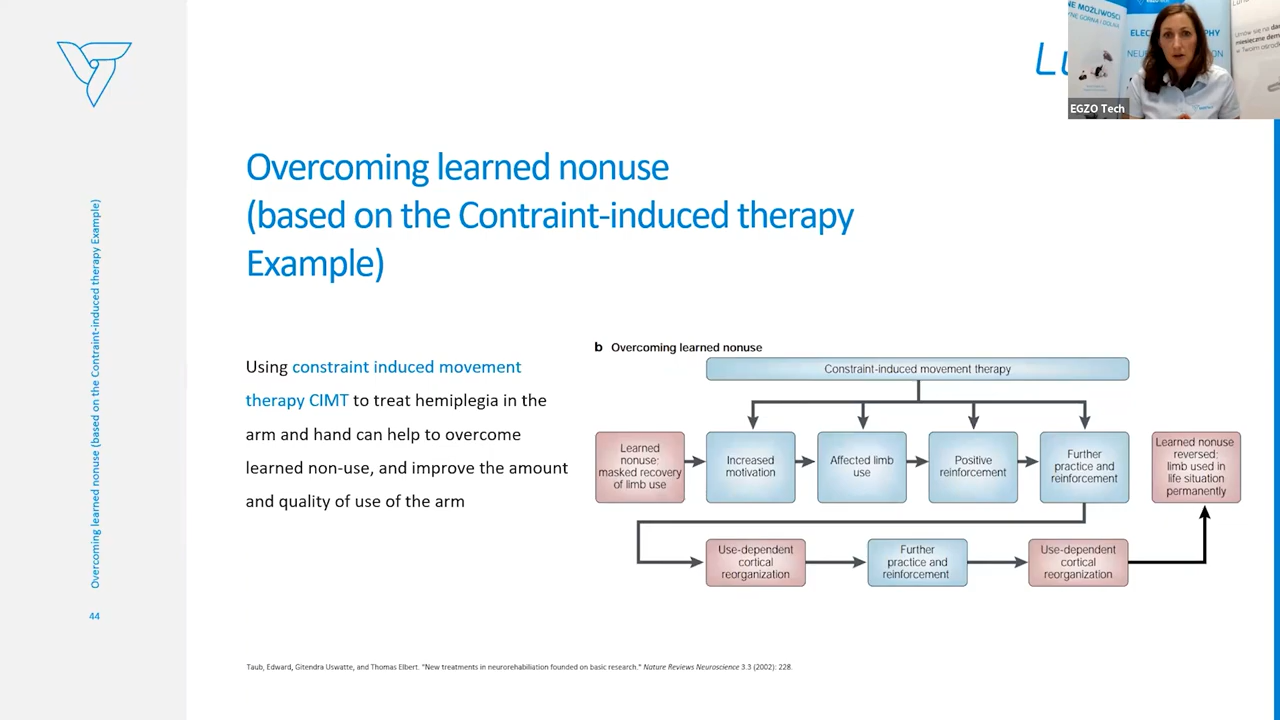 NE MOŻLIWOŚCI
EGZO Tech
Overcoming learned nonuse
(based on the Contraint-induced therapy
Example)
Overcoming learned nonuse (based on the Contraint-induced therapy Example)
44
Using constraint induced movement
therapy CIMT to treat hemiplegia in the
arm and hand can help to overcome
learned non-use, and improve the amount
and quality of use of the arm
b Overcoming learned nonuse
Constraint-induced movement therapy
Learned
nonuse:
masked recovery
of limb use
Increased
motivation
Affected limb
use
Positive
reinforcement
Further
practice and
reinforcement
Learned nonuse
reversed:
limb used in
life situation
permanently
Use-dependent
cortical
reorganization
Further
practice and
reinforcement
Use-dependent
cortical
reorganization
Taub, Edward, Gitendra Uswatte, and Thomas Elbert. "New treatments in neurorehabiliation founded on basic research." Nature Reviews Neuroscience 3.3 (2002): 228.